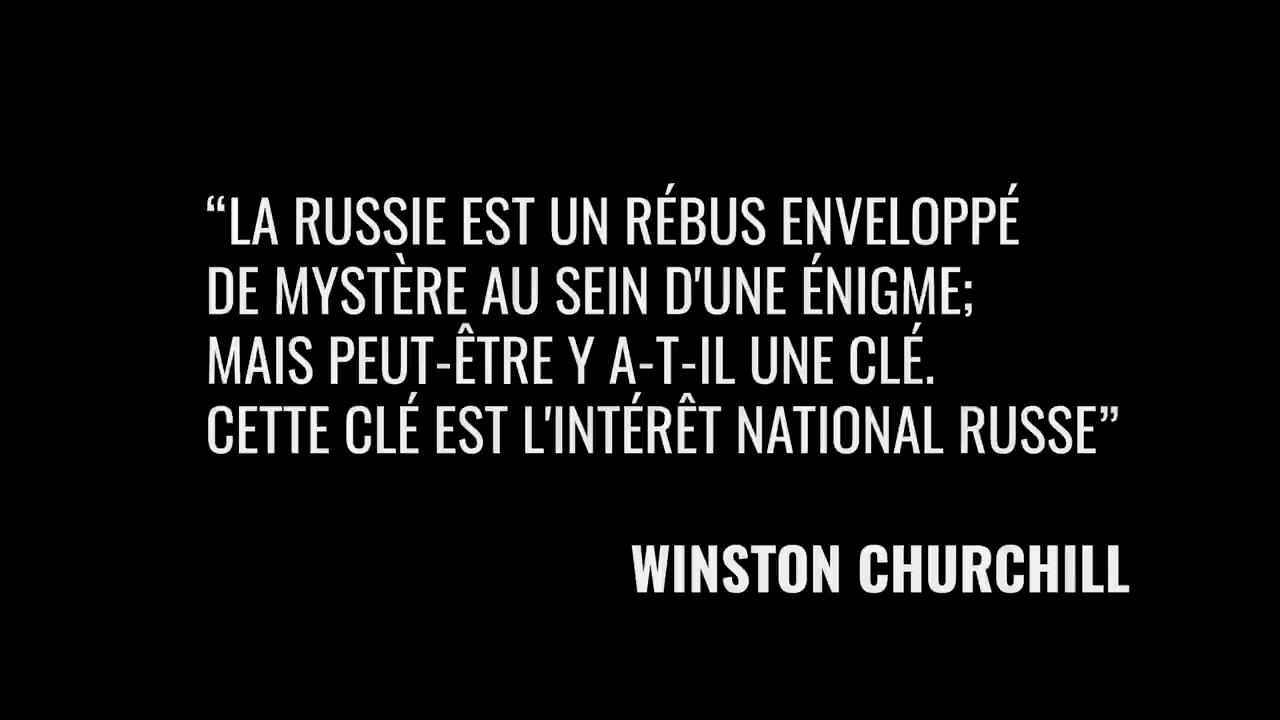 “LA RUSSIE EST UN RÉBUS ENVELOPPÉ
DE MYSTÈRE AU SEIN D'UNE ÉNIGME;
MAIS PEUT-ÊTRE Y A-T-IL UNE CLÉ.
CETTE CLÉ EST L'INTÉRÊT NATIONAL RUSSE”
WINSTON CHURCHILL